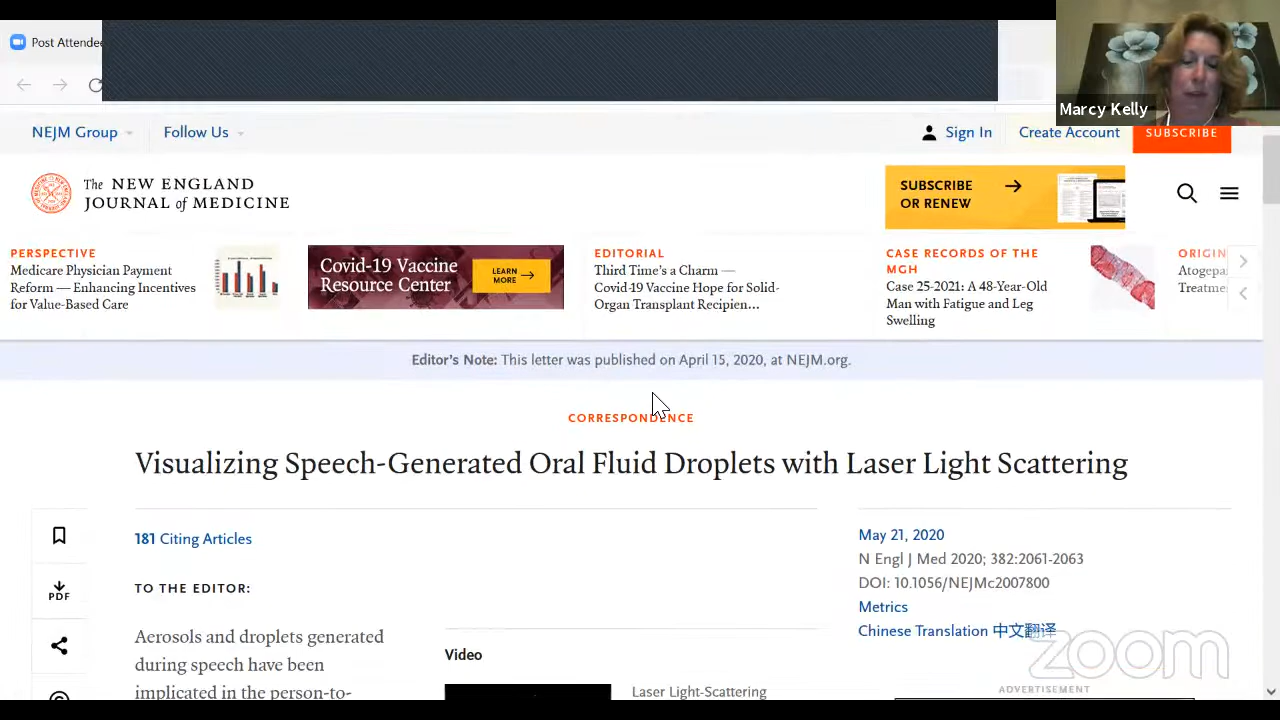 Post Attendee
Marcy Kelly
NEJM Group
Follow Us
Sign In
Create Account
SUBSCRIBE
The NEW ENGLAND
JOURNAL of MEDICINE
SUBSCRIBE
OR RENEW
PERSPECTIVE
Medicare Physician Payment
Reform — Enhancing Incentives
for Value-Based Care
Covid-19 Vaccine
Resource Center
LEARN
MORE
EDITORIAL
Third Time's a Charm —
Covid-19 Vaccine Hope for Solid-
Organ Transplant Recipien...
CASE RECORDS OF THE
MGH
Case 25-2021: A 48-Year-Old
Man with Fatigue and Leg
Swelling
ORIGIN
Atogepa
Treatme
Editor's Note: This letter was published on April 15, 2020, at NEJM.org.
CORRESPONDENCE
Visualizing Speech-Generated Oral Fluid Droplets with Laser Light Scattering
181 Citing Articles
May 21, 2020
N Engl J Med 2020; 382:2061-2063
DOI: 10.1056/NEJMc2007800
Metrics
Chinese Translation 中文翻译
PDF
TO THE EDITOR:
Aerosols and droplets generated
during speech have been
implicated in the person-to-
Video
Laser Light-Scattering
zoom
ADVERTISEMENT